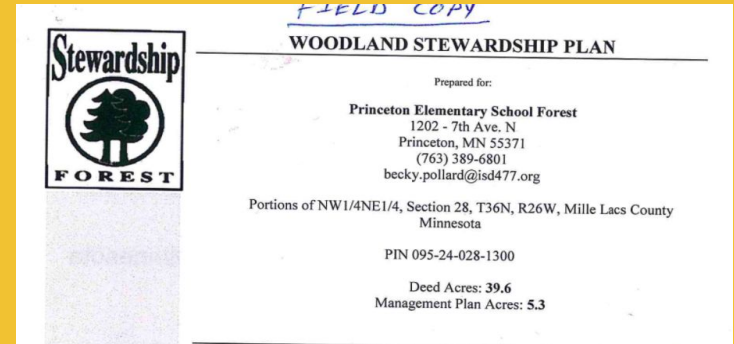 FIELD COPY
Stewardship
FOREST
WOODLAND STEWARDSHIP PLAN
Prepared for:
Princeton Elementary School Forest
1202 - 7th Ave. N
Princeton, MN 55371
(763) 389-6801
becky.pollard@isd477.org
Portions of NW1/4NE1/4, Section 28, T36N, R26W, Mille Lacs County
Minnesota
PIN 095-24-028-1300
Deed Acres: 39.6
Management Plan Acres: 5.3